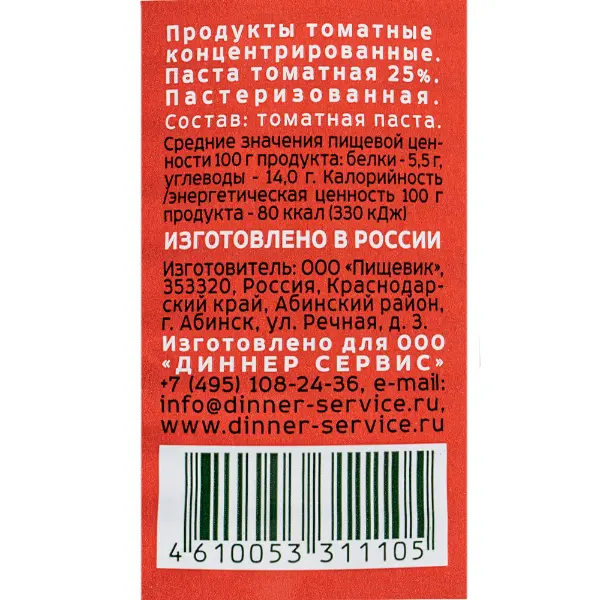 Продукты томатные
концентрированные.
Паста томатная 25%.
Пастеризованная.
Состав: томатная паста.
Средние значения пищевой цен-
ности 100 г продукта: белки - 5,5 г,
углеводы - 14,0 г. Калорийность
/энергетическая ценность 100 г
продукта - 80 ккал (330 кДж)
ИЗГОТОВЛЕНО В РОССИИ
Изготовитель: ООО «Пищевик»,
353320, Россия, Краснодар-
ский край, Абинский район,
г. Абинск, ул. Речная, д. 3.
Изготовлено для ООО
«ДИННЕР СЕРВИС»
+7 (495) 108-24-36, e-mail:
info@dinner-service.ru,
www.dinner-service.ru
4 610053 311105